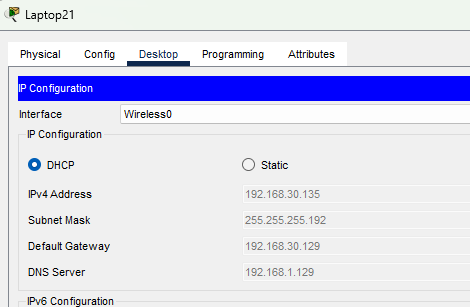 Laptop21
Physical Config Desktop Programming Attributes
IP Configuration
Interface Wireless0
IP Configuration
DHCP Static
IPv4 Address 192.168.30.135
Subnet Mask 255.255.255.192
Default Gateway 192.168.30.129
DNS Server 192.168.1.129
IPv6 Configuration